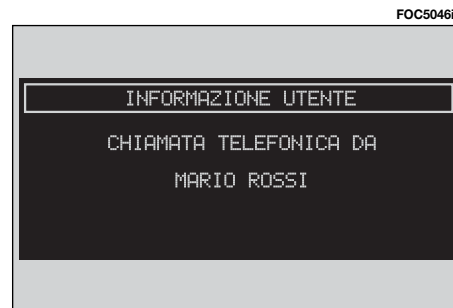 FOC5046i
INFORMAZIONE UTENTE
CHIAMATA TELEFONICA DA
MARIO ROSSI